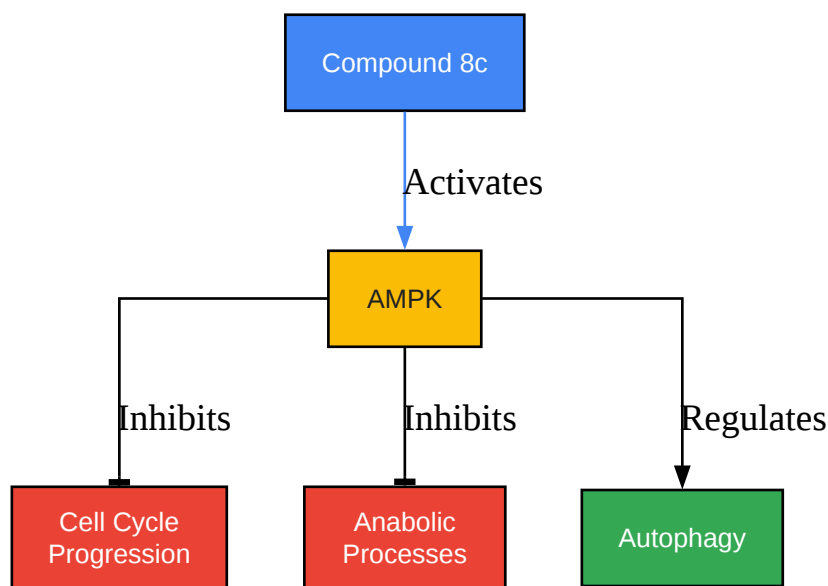 Compound 8c
Activates
AMPK
Inhibits
Inhibits
Regulates
Cell Cycle
Progression
Anabolic
Processes
Autophagy